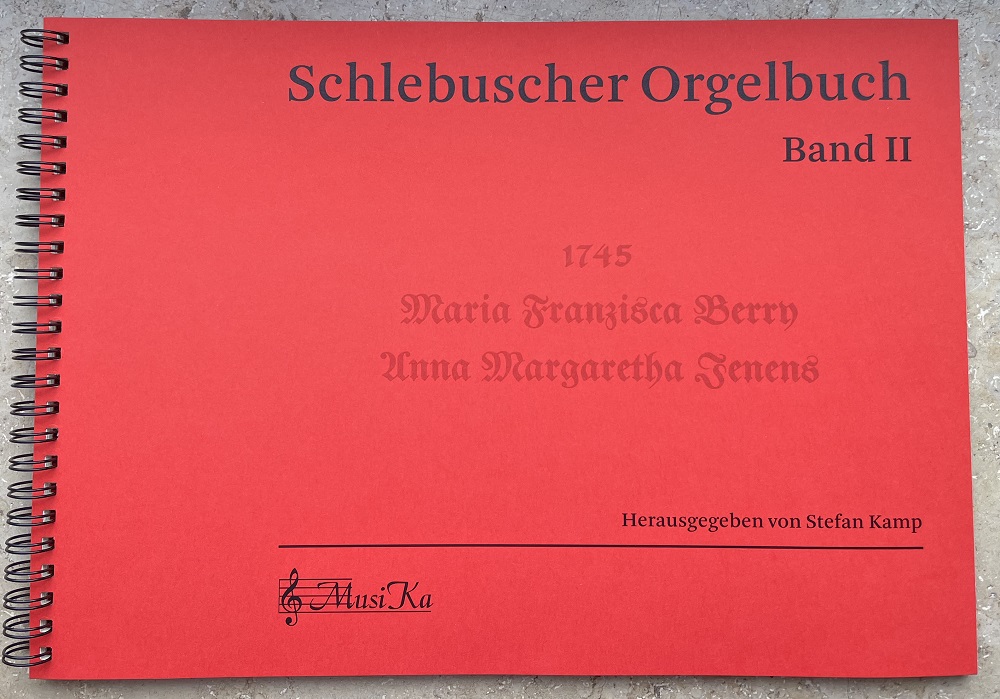 Schlebuscher Orgelbuch
Band II
1745
Maria Franzisca Berry
Anna Margaretha Jenens
Herausgegeben von Stefan Kamp
MusiKa